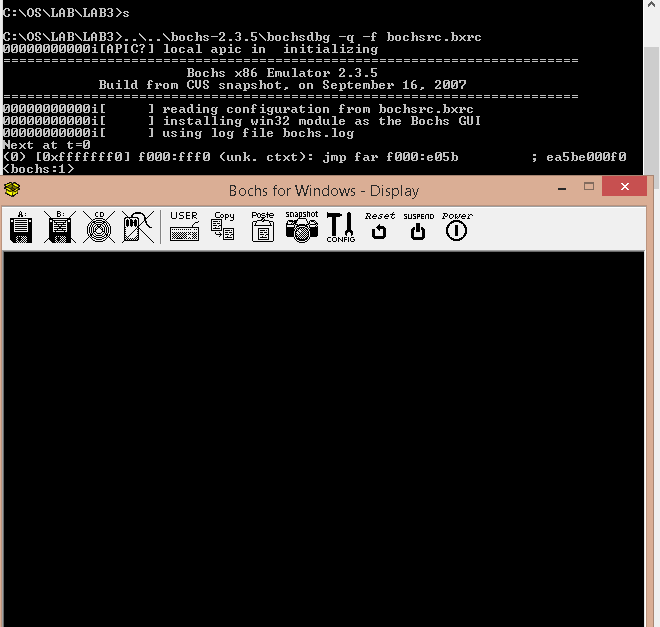 C:\OS\LAB\LAB3>s
C:\OS\LAB\LAB3>..\..\bochs-2.3.5\bochsdbg -q -f bochsrc.bxrc
00000000000i[APIC?] local apic in  initializing
========================================================================
Bochs x86 Emulator 2.3.5
Build from CVS snapshot, on September 16, 2007
========================================================================
00000000000i[     ] reading configuration from bochsrc.bxrc
00000000000i[     ] installing win32 module as the Bochs GUI
00000000000i[     ] using log file bochs.log
Next at t=0
(0) [0xfffffff0] f000:fff0 (unk. ctxt): jmp far f000:e05b         ; ea5be000f0
<bochs:1>
Bochs for Windows - Display
A: B: CD USER Copy Paste snapshot CONFIG Reset SUSPEND Power